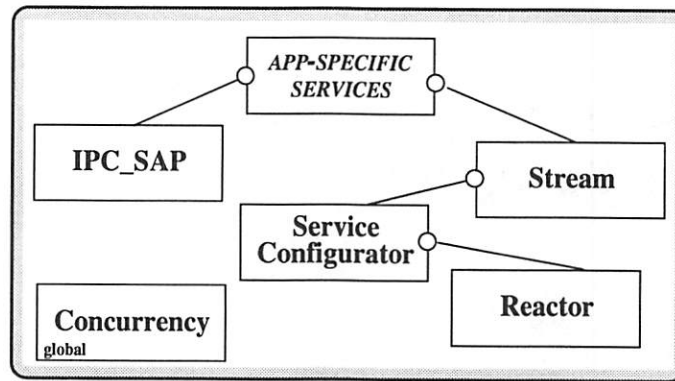 APP-SPECIFIC
SERVICES
IPC_SAP
Stream
Service
Configurator
Reactor
Concurrency
global